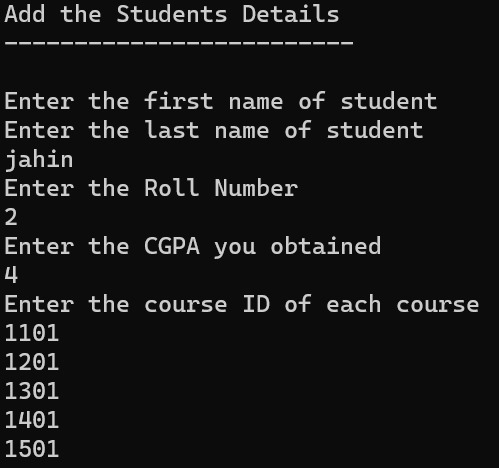 Add the Students Details
-------------------------
Enter the first name of student
Enter the last name of student
jahin
Enter the Roll Number
2
Enter the CGPA you obtained
4
Enter the course ID of each course
1101
1201
1301
1401
1501